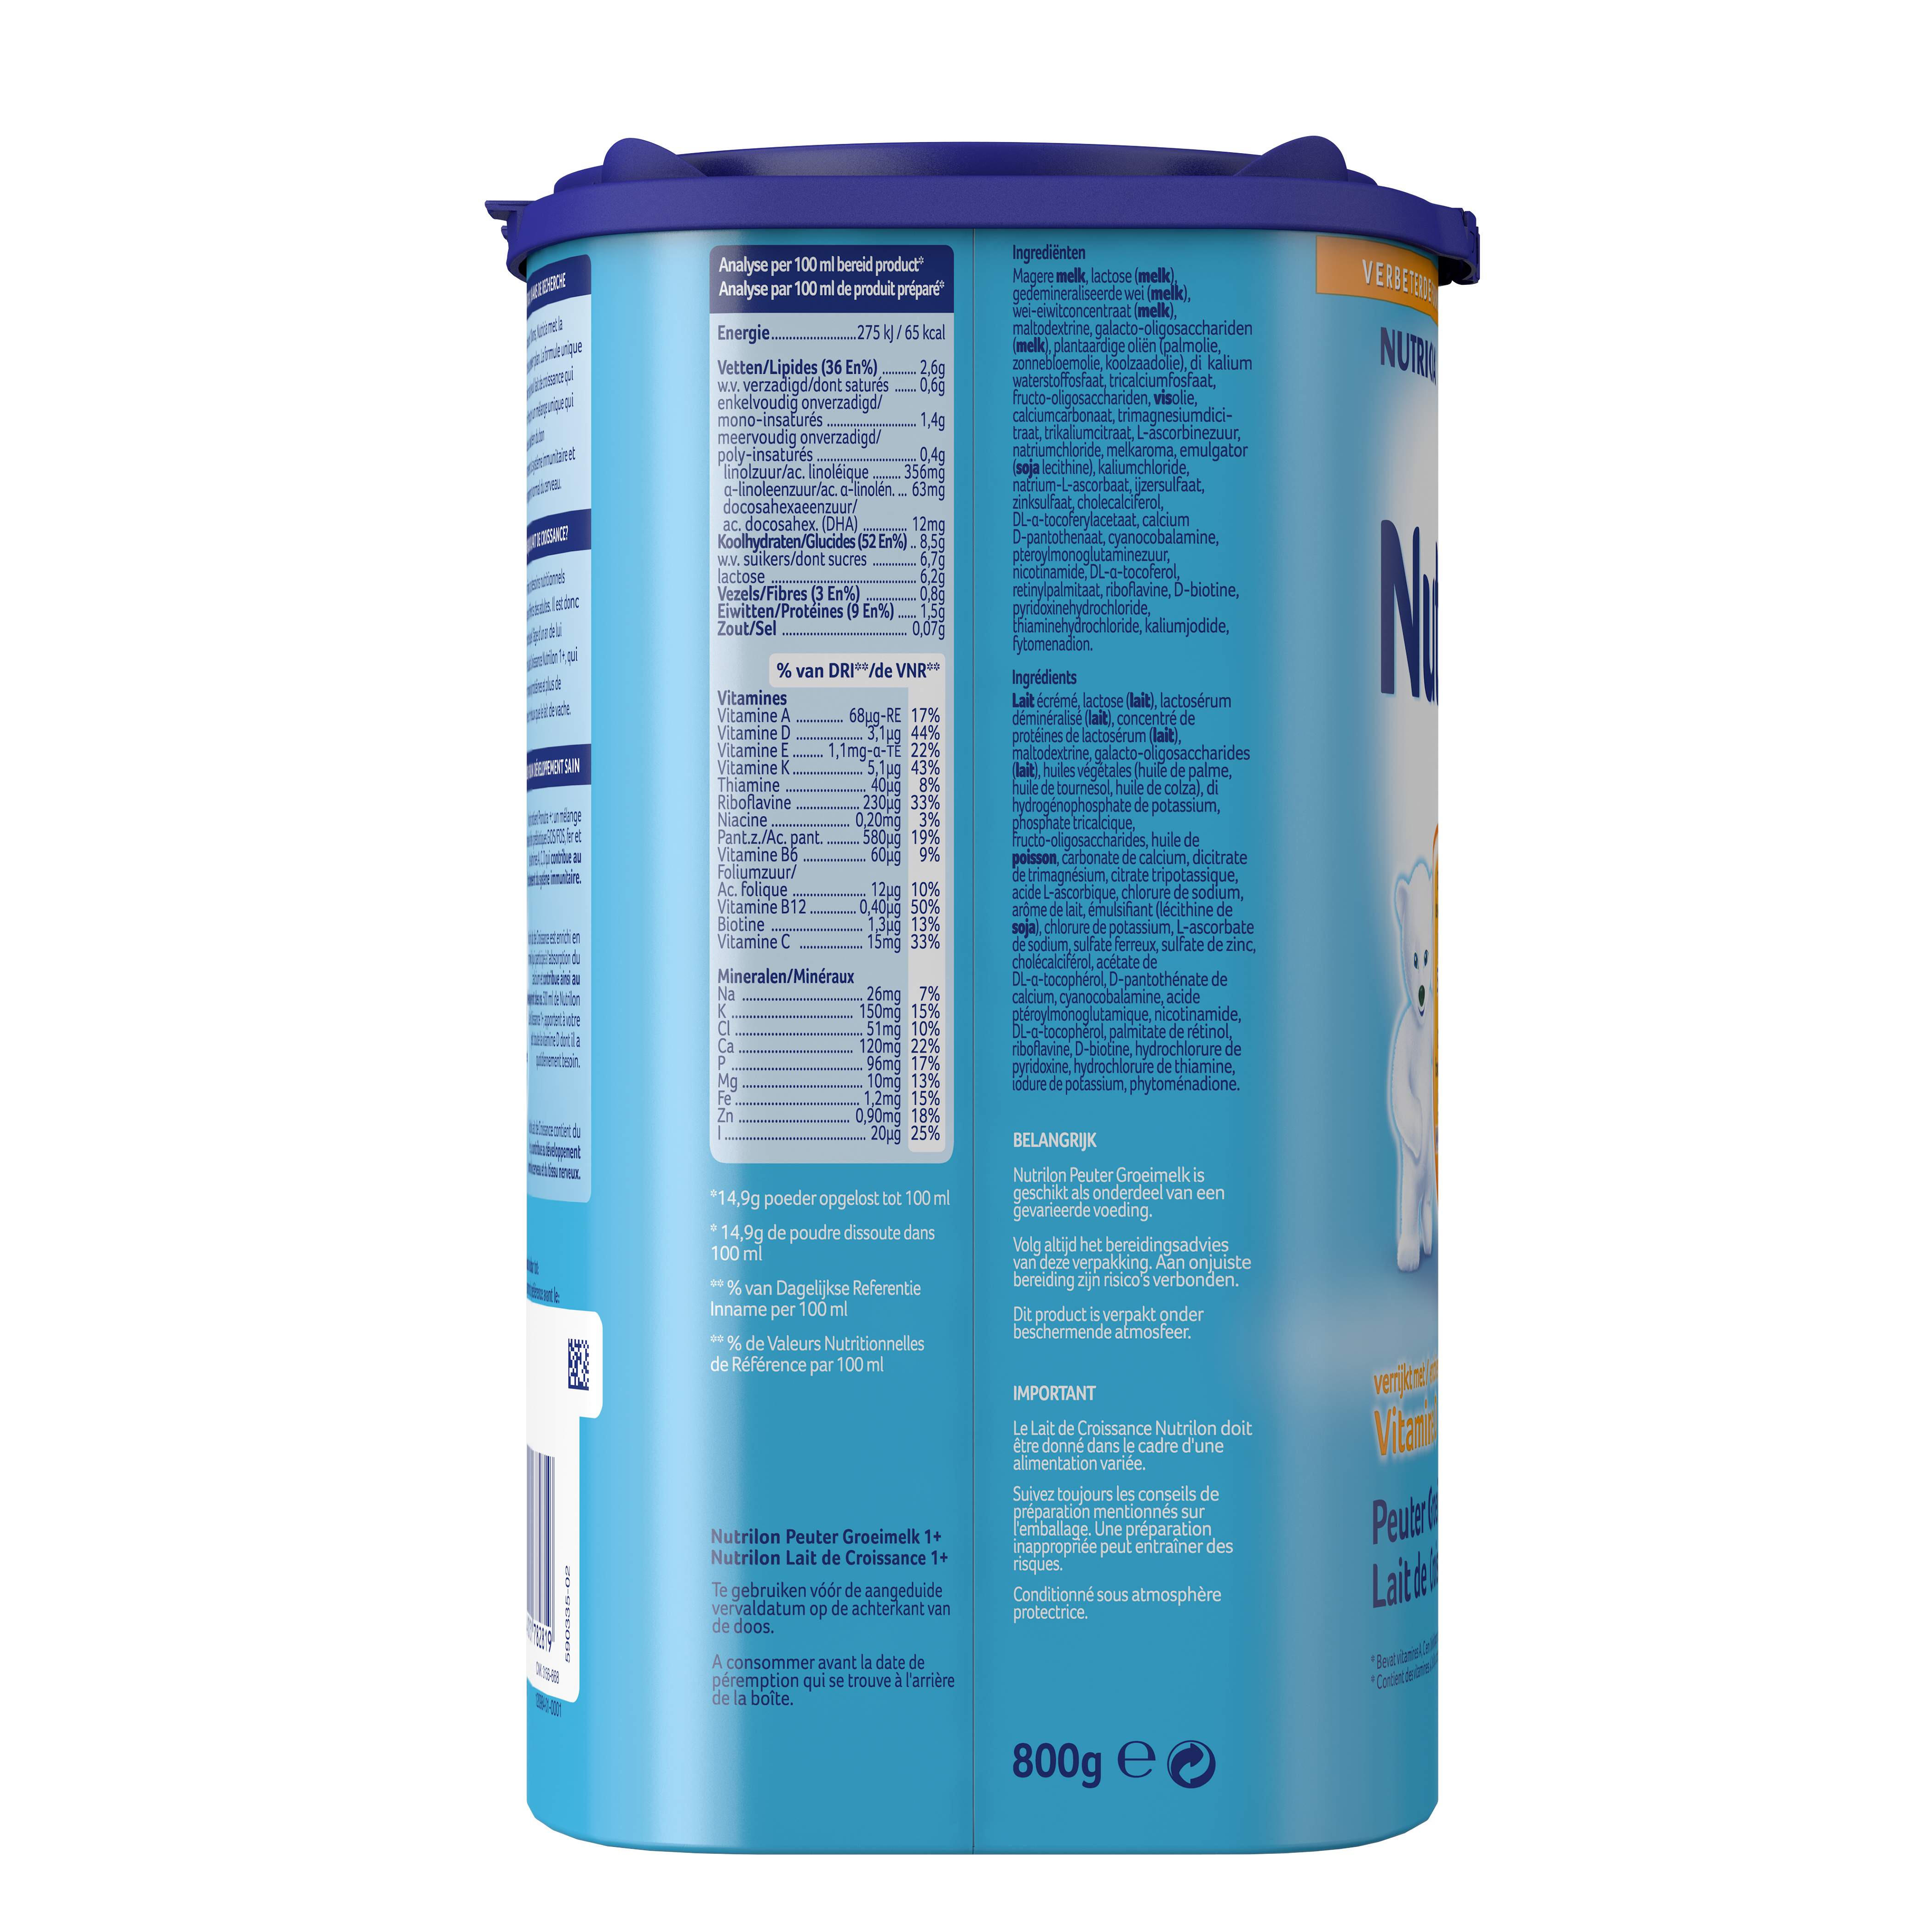 Analyse per 100 ml bereid product*
Analyse par 100 ml de produit préparé*
Energie 275 kJ / 65 kcal
Vetten/Lipides (36 En%) 2,6g
w.v. verzadigd/dont saturés 0,6g
enkelvoudig onverzadigd/
mono-insaturés 1,4g
meervoudig onverzadigd/
poly-insaturés 0,4g
linolzuur/ac. linoléique 356mg
α-linoleenzuur/ac. α-linolén. 63mg
docosahexaeenzuur/
ac. docosahex. (DHA) 12mg
Koolhydraten/Glucides (52 En%) 8,5g
w.v. suikers/dont sucres 6,7g
lactose 6,2g
Vezels/Fibres (3 En%) 0,8g
Eiwitten/Protéines (9 En%) 1,5g
Zout/Sel 0,07g
% van DRI**/de VNR**
Vitamines
Vitamine A 68µg-RE 17%
Vitamine D 3,1µg 44%
Vitamine E 1,1mg-α-TE 22%
Vitamine K 5,1µg 43%
Thiamine 40µg 8%
Riboflavine 230µg 33%
Niacine 0,20mg 3%
Pant.z./Ac. pant. 580µg 19%
Vitamine B6 60µg 9%
Foliumzuur/
Ac. folique 12µg 10%
Vitamine B12 0,40µg 50%
Biotine 1,3µg 13%
Vitamine C 15mg 33%
Mineralen/Minéraux
Na 26mg 7%
K 150mg 15%
Cl 51mg 10%
Ca 120mg 22%
P 96mg 17%
Mg 10mg 13%
Fe 1,2mg 15%
Zn 0,90mg 18%
I 20µg 25%
*14,9g poeder opgelost tot 100 ml
* 14,9g de poudre dissoute dans
100 ml
** % van Dagelijkse Referentie
Inname per 100 ml
** % de Valeurs Nutritionnelles
de Référence par 100 ml
Nutrilon Peuter Groeimelk 1+
Nutrilon Lait de Croissance 1+
Te gebruiken vóór de aangeduide
vervaldatum op de achterkant van
de doos.
A consommer avant la date de
péremption qui se trouve à l'arrière
de la boîte.
Ingrediënten
Magere melk, lactose (melk),
gedemineraliseerde wei (melk),
wei-eiwitconcentraat (melk),
maltodextrine, galacto-oligosacchariden
(melk), plantaardige oliën (palmolie,
zonnebloemolie, koolzaadolie), di kalium
waterstoffosfaat, tricalciumfosfaat,
fructo-oligosacchariden, visolie,
calciumcarbonaat, trimagnesiumdici-
traat, trikaliumcitraat, L-ascorbinezuur,
natriumchloride, melkaroma, emulgator
(soja lecithine), kaliumchloride,
natrium-L-ascorbaat, ijzersulfaat,
zinksulfaat, cholecalciferol,
DL-α-tocoferylacetaat, calcium
D-pantothenaat, cyanocobalamine,
pteroylmonoglutaminezuur,
nicotinamide, DL-α-tocoferol,
retinylpalmitaat, riboflavine, D-biotine,
pyridoxinehydrochloride,
thiaminehydrochloride, kaliumjodide,
fytomenadion.
Ingrédients
Lait écrémé, lactose (lait), lactosérum
déminéralisé (lait), concentré de
protéines de lactosérum (lait),
maltodextrine, galacto-oligosaccharides
(lait), huiles végétales (huile de palme,
huile de tournesol, huile de colza), di
hydrogénophosphate de potassium,
phosphate tricalcique,
fructo-oligosaccharides, huile de
poisson, carbonate de calcium, dicitrate
de trimagnésium, citrate tripotassique,
acide L-ascorbique, chlorure de sodium,
arôme de lait, émulsifiant (lécithine de
soja), chlorure de potassium, L-ascorbate
de sodium, sulfate ferreux, sulfate de zinc,
cholécalciférol, acétate de
DL-α-tocophérol, D-pantothénate de
calcium, cyanocobalamine, acide
ptéroylmonoglutamique, nicotinamide,
DL-α-tocophérol, palmitate de rétinol,
riboflavine, D-biotine, hydrochlorure de
pyridoxine, hydrochlorure de thiamine,
iodure de potassium, phytoménadione.
BELANGRIJK
Nutrilon Peuter Groeimelk is
geschikt als onderdeel van een
gevarieerde voeding.
Volg altijd het bereidingsadvies
van deze verpakking. Aan onjuiste
bereiding zijn risico's verbonden.
Dit product is verpakt onder
beschermende atmosfeer.
IMPORTANT
Le Lait de Croissance Nutrilon doit
être donné dans le cadre d'une
alimentation variée.
Suivez toujours les conseils de
préparation mentionnés sur
l'emballage. Une préparation
inappropriée peut entraîner des
risques.
Conditionné sous atmosphère
protectrice.
800g ℮
NUTRICIA
verrijkt met
Peuter
Lait de
590335-02